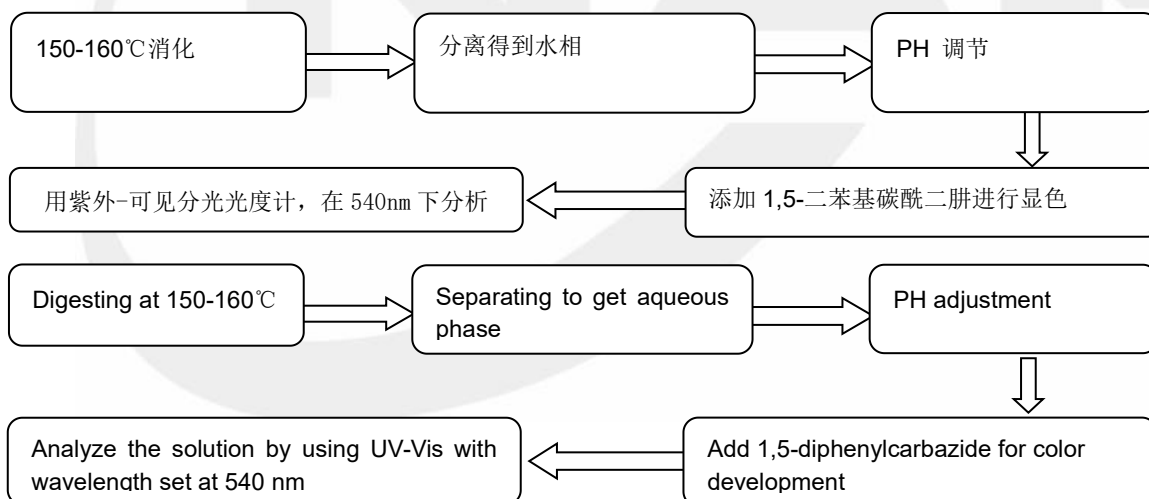 150-160℃消化
分离得到水相
PH 调节
添加 1,5-二苯基碳酰二肼进行显色
用紫外-可见分光光度计，在 540nm 下分析
Digesting at 150-160℃
Separating to get aqueous
phase
PH adjustment
Add 1,5-diphenylcarbazide for color
development
Analyze the solution by using UV-Vis with
wavelength set at 540 nm